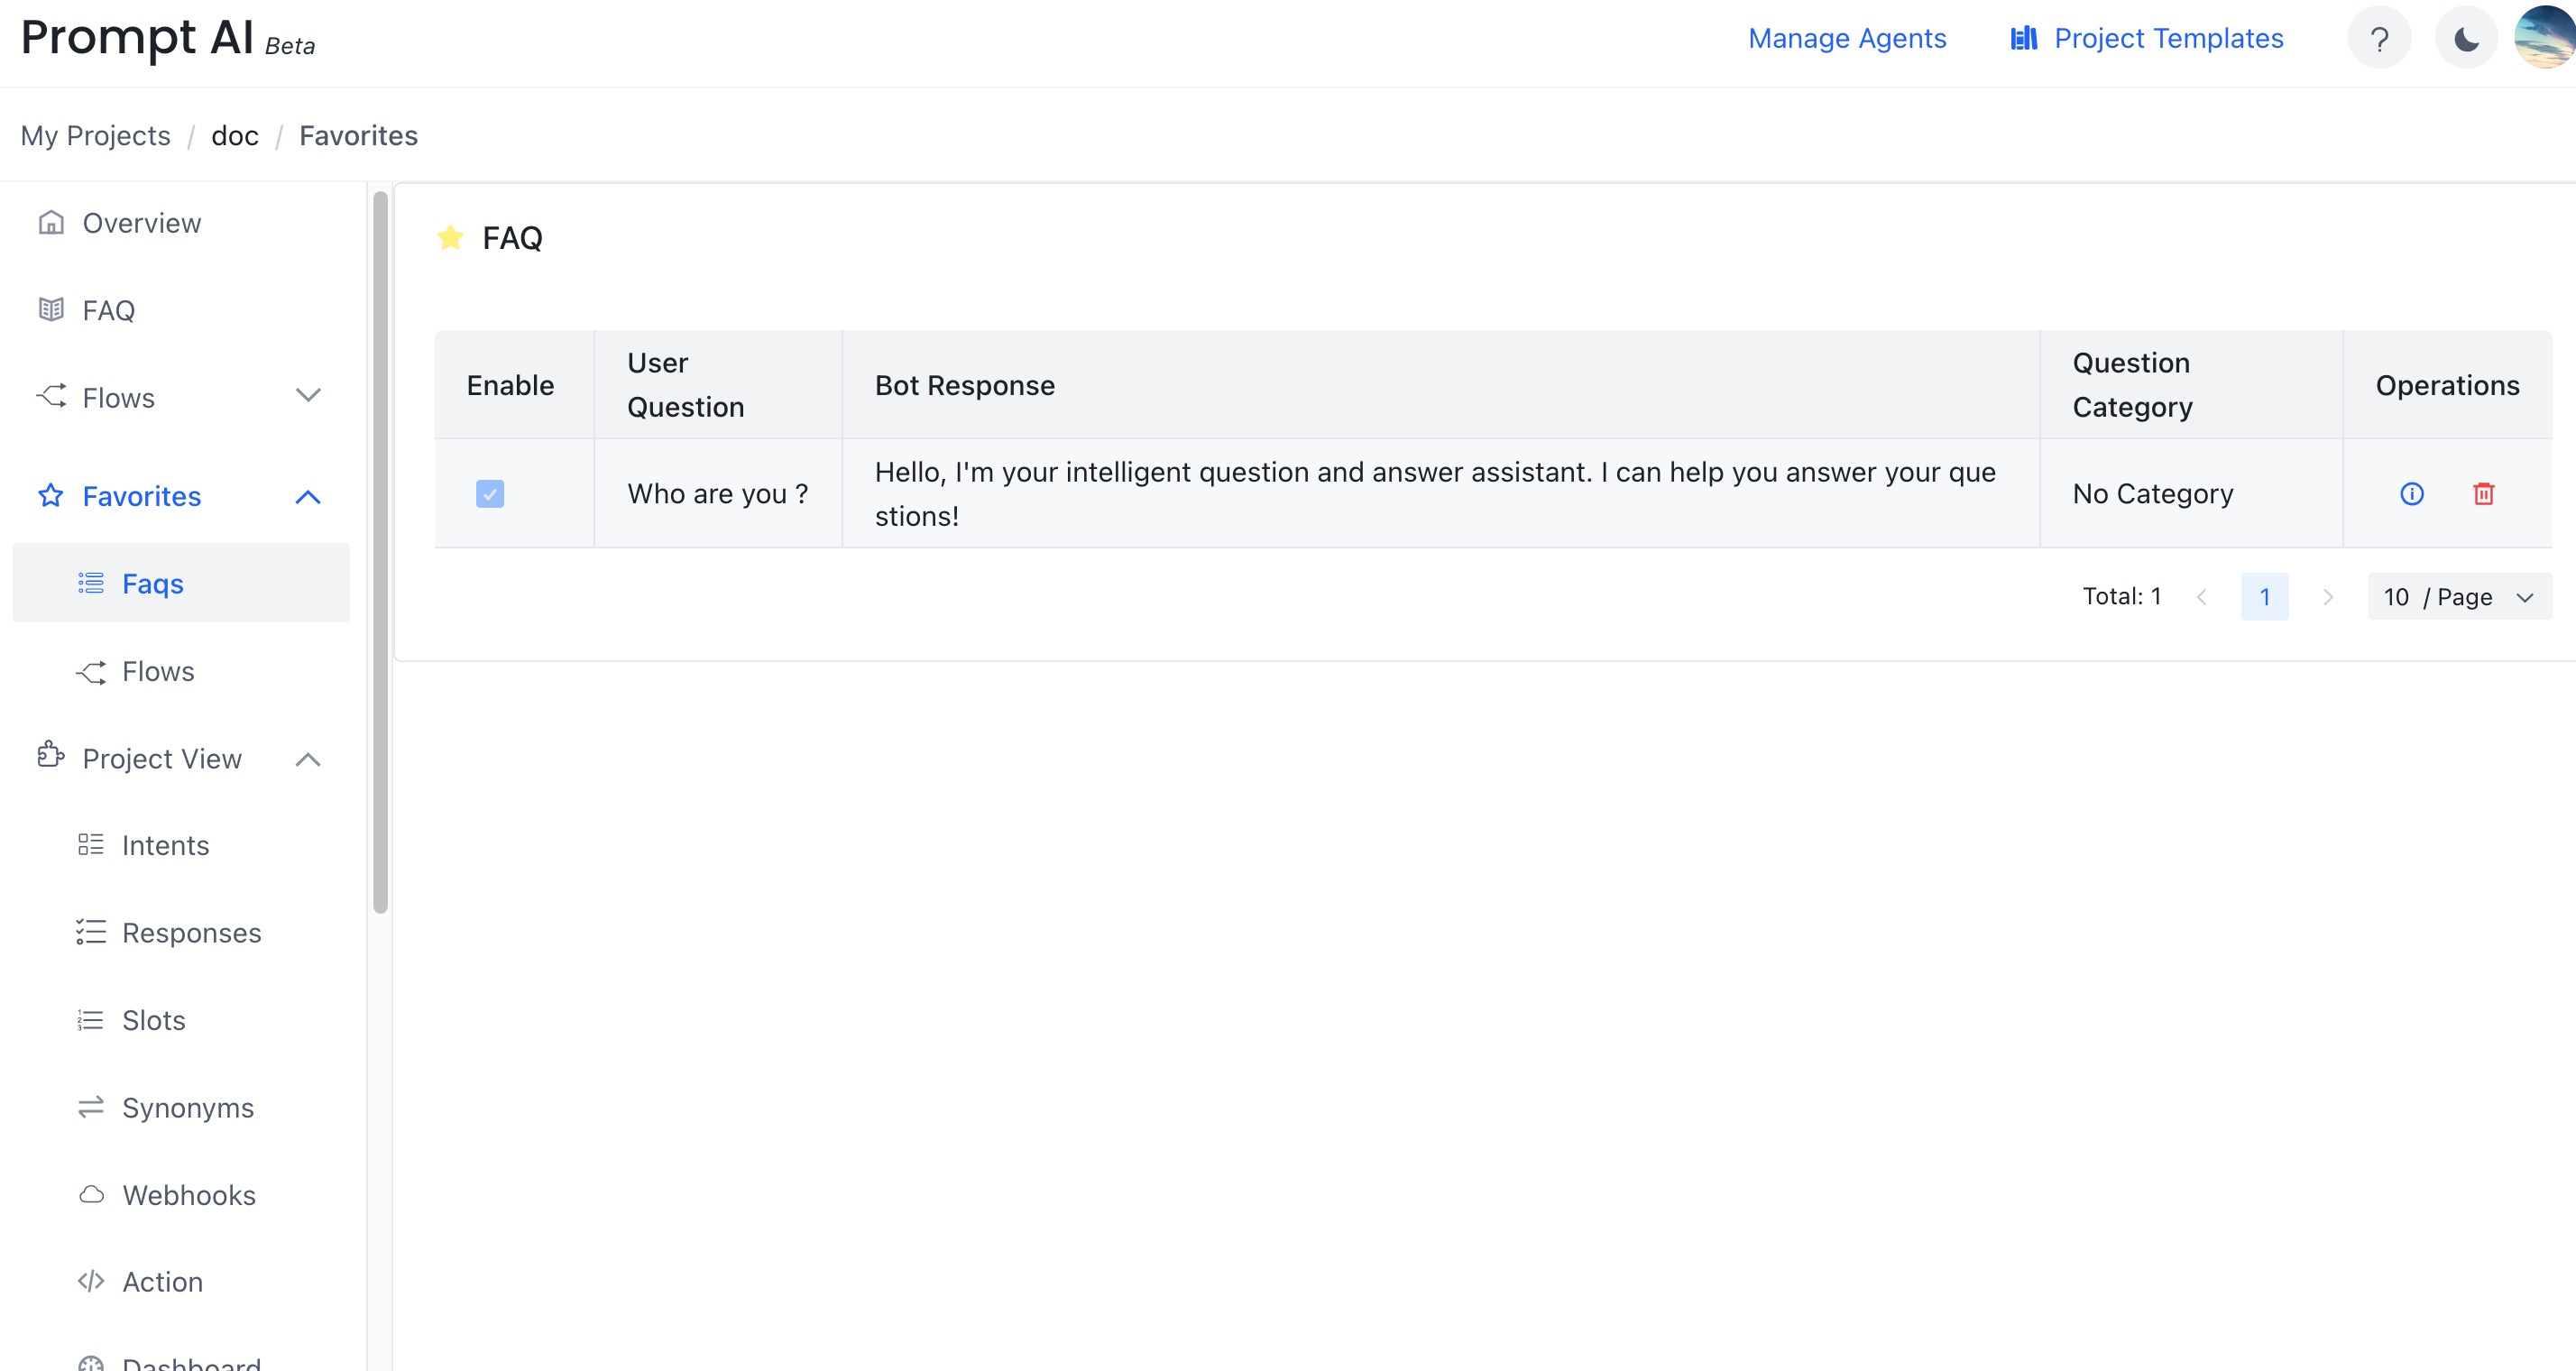 Prompt AI Beta
Manage Agents
Project Templates
?
My Projects / doc / Favorites
Overview
FAQ
Flows
Favorites
Faqs
Flows
Project View
Intents
Responses
Slots
Synonyms
Webhooks
Action
Dashboard
FAQ
Enable
User
Question
Bot Response
Question
Category
Operations
Who are you ?
Hello, I'm your intelligent question and answer assistant. I can help you answer your que
stions!
No Category
Total: 1
1
10 / Page